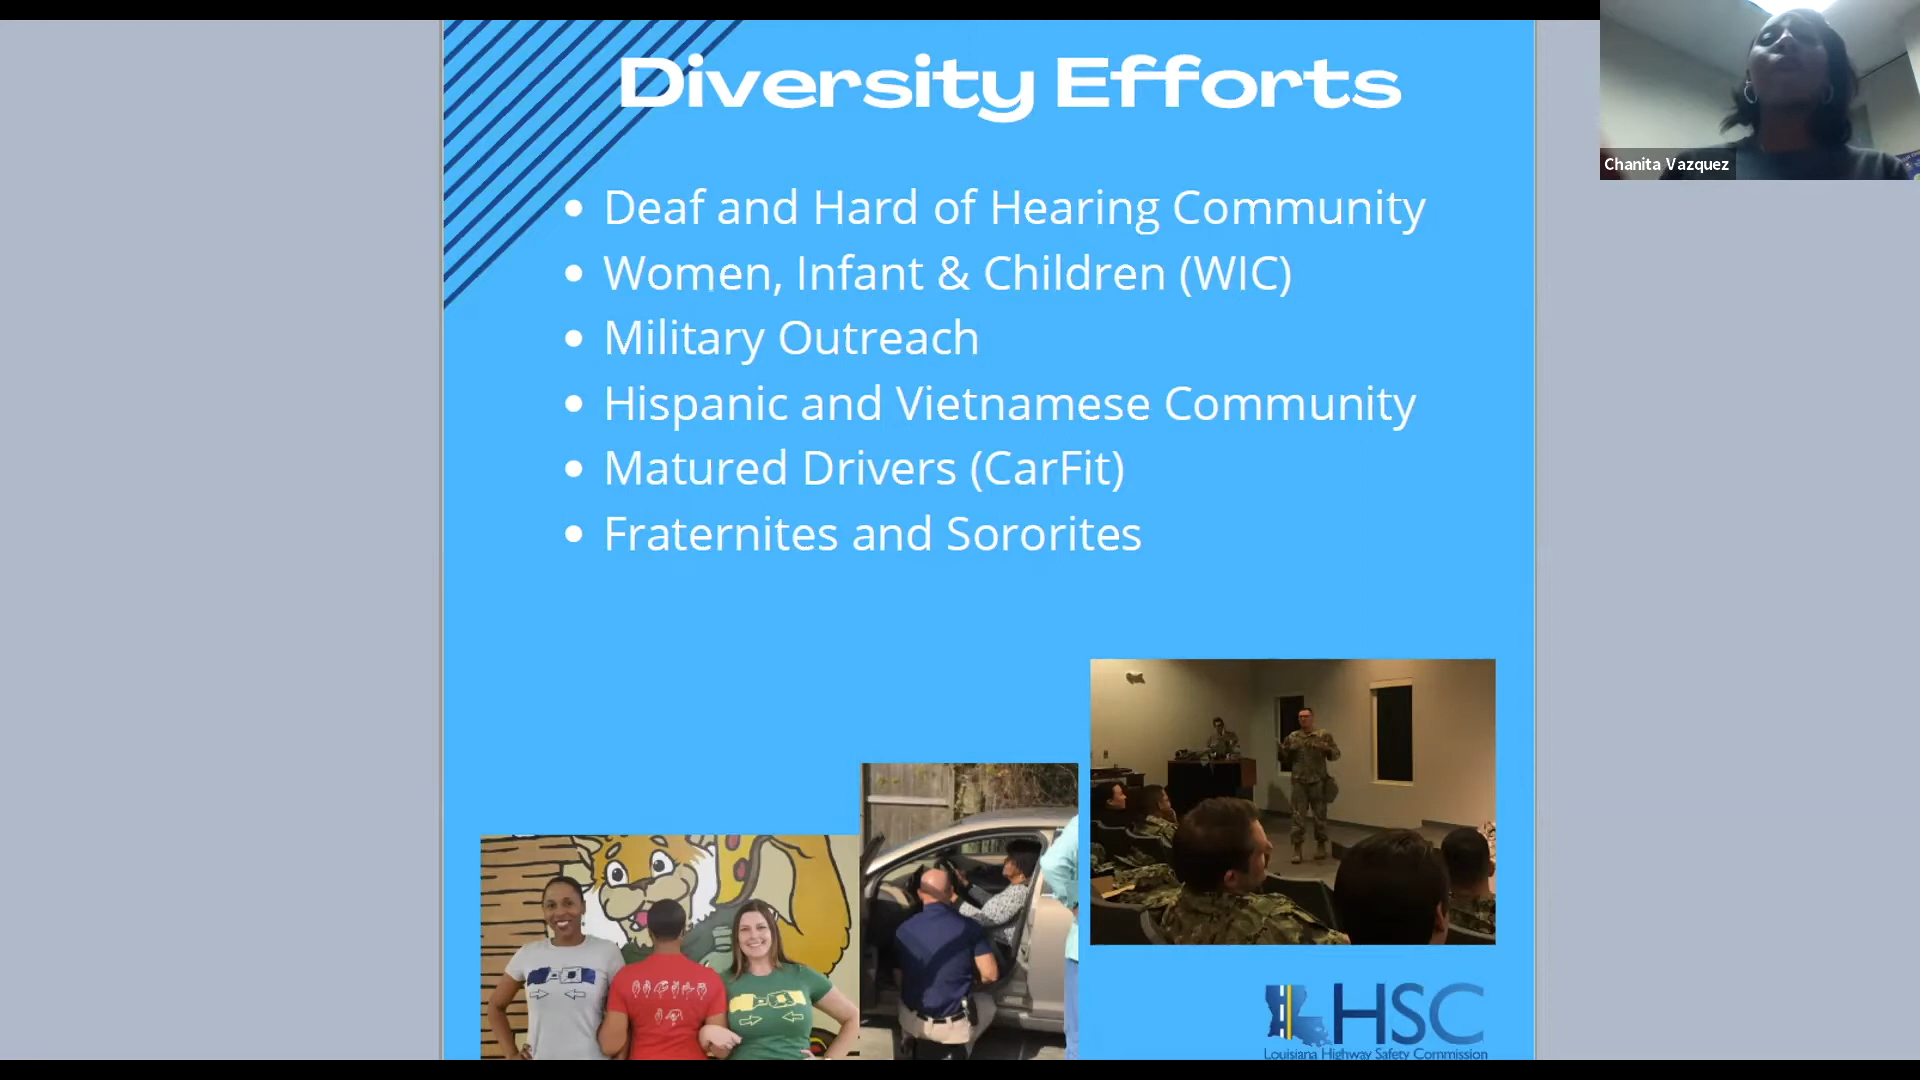 Diversity Efforts
Chanita Vazquez
• Deaf and Hard of Hearing Community
• Women, Infant & Children (WIC)
• Military Outreach
• Hispanic and Vietnamese Community
• Matured Drivers (CarFit)
• Fraternites and Sororites
LHSC
Louisiana Highway Safety Commission